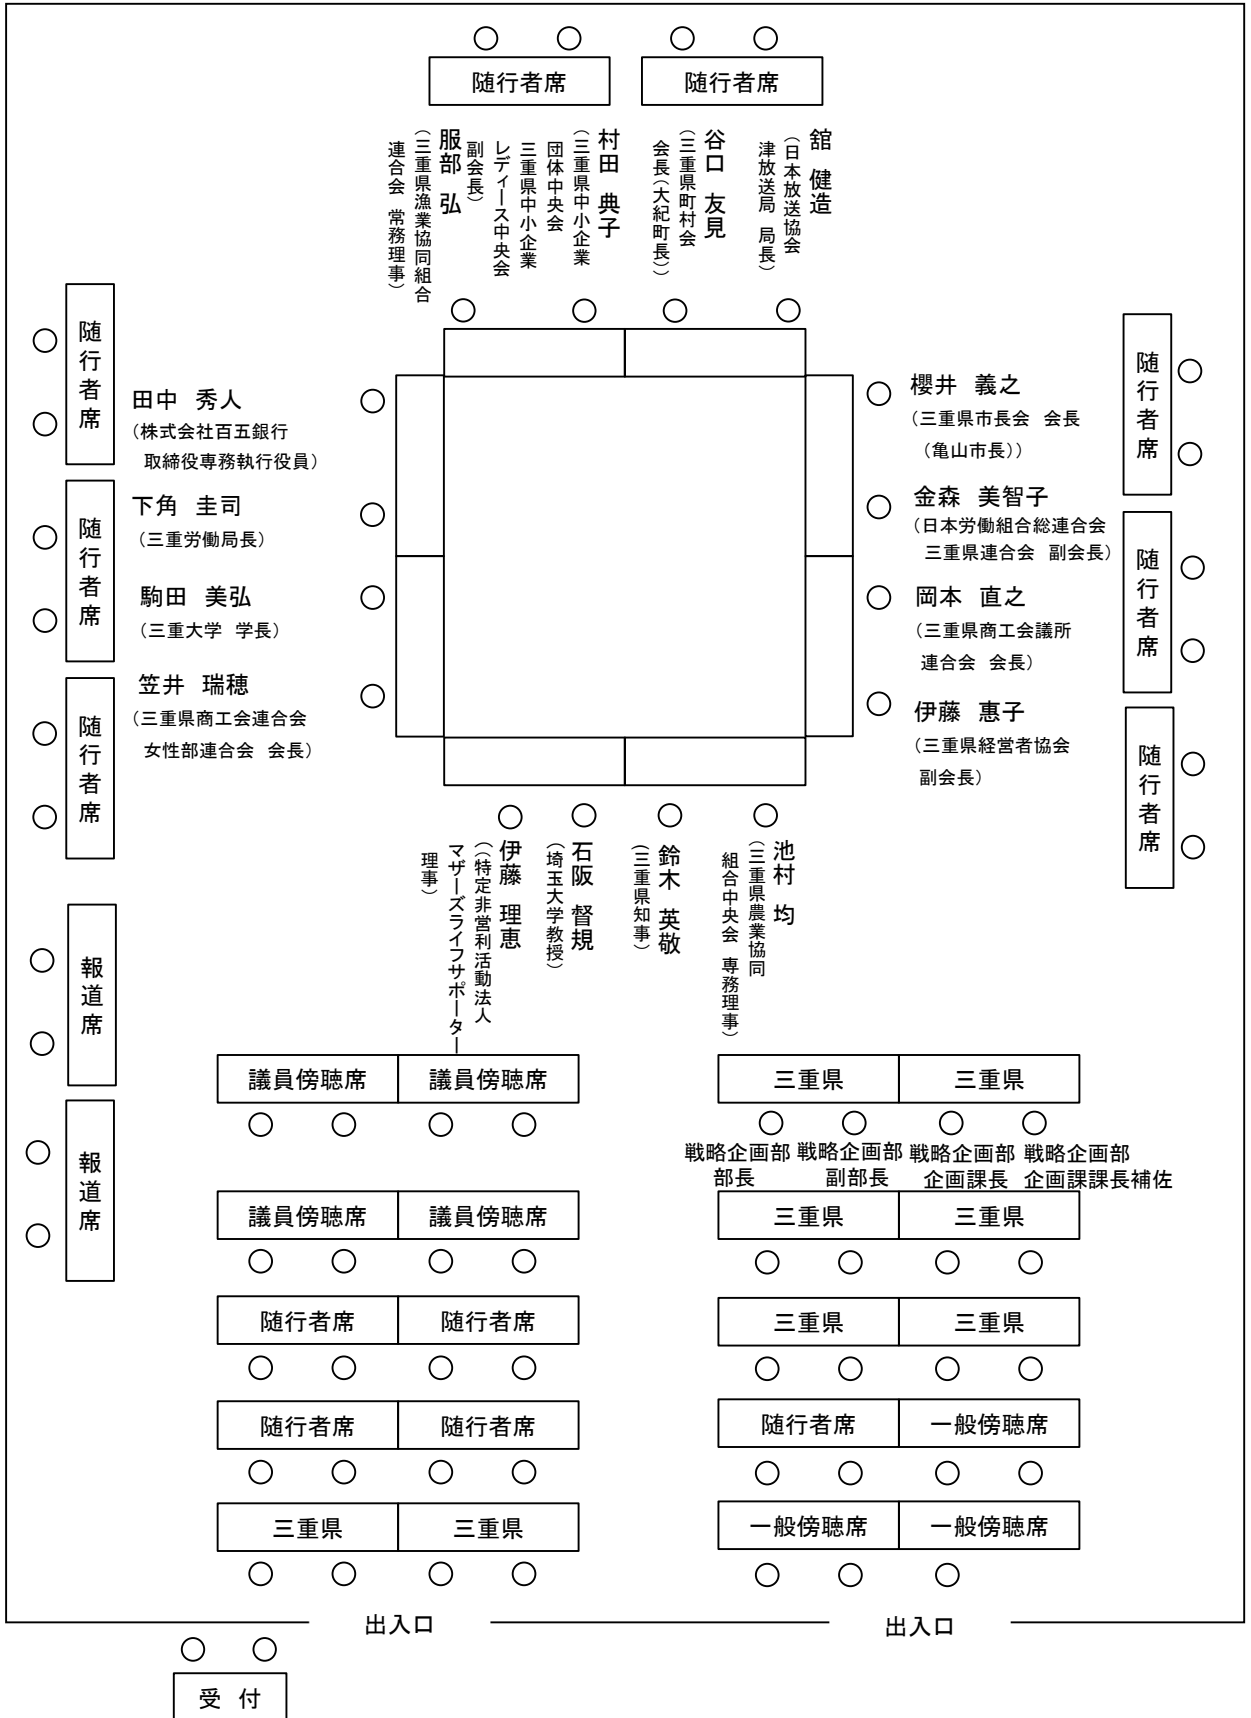 随行者席
随行者席
舘 健造
（日本放送協会
津放送局 局長）
谷口 友見
（三重県町村会
会長（大紀町長））
村田 典子
（三重県中小企業
団体中央会
三重県中小企業
レディース中央会
副会長）
服部 弘
（三重県漁業協同組合
連合会 常務理事）
随行者席
随行者席
随行者席
田中 秀人
（株式会社百五銀行
取締役専務執行役員）
下角 圭司
（三重労働局長）
駒田 美弘
（三重大学 学長）
笠井 瑞穂
（三重県商工会連合会
女性部連合会 会長）
櫻井 義之
（三重県市長会 会長
（亀山市長））
金森 美智子
（日本労働組合総連合会
三重県連合会 副会長）
岡本 直之
（三重県商工会議所
連合会 会長）
伊藤 惠子
（三重県経営者協会
副会長）
随行者席
随行者席
随行者席
池村 均
（三重県農業協同
組合中央会 専務理事）
鈴木 英敬
（三重県知事）
石阪 督規
（埼玉大学教授）
伊藤 理恵
（（特定非営利活動法人
マザーズライフサポーター
理事）
報道席
報道席
議員傍聴席 議員傍聴席
議員傍聴席 議員傍聴席
随行者席 随行者席
随行者席 随行者席
三重県 三重県
三重県 三重県
戦略企画部 戦略企画部 戦略企画部 戦略企画部
部長 副部長 企画課長 企画課課長補佐
三重県 三重県
三重県 三重県
随行者席 一般傍聴席
一般傍聴席 一般傍聴席
出入口 出入口
受 付